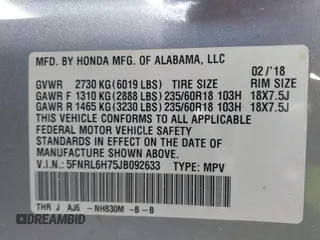 MFD. BY HONDA MFG. OF ALABAMA, LLC
02/'18
GVWR 2730 KG(6019 LBS) TIRE SIZE RIM SIZE
GAWR F 1310 KG(2888 LBS)235/60R18 103H 18X7.5J
GAWR R 1465 KG(3230 LBS)235/60R18 103H 18X7.5J
THIS VEHICLE CONFORMS TO ALL APPLICABLE
FEDERAL MOTOR VEHICLE SAFETY STANDARDS
IN EFFECT ON THE DATE OF MANUFACTURE
SHOWN ABOVE.
V.I.N.: 5FNRL6H75JB092633 TYPE: MPV
THR J AJ6 -NH830M -B-B